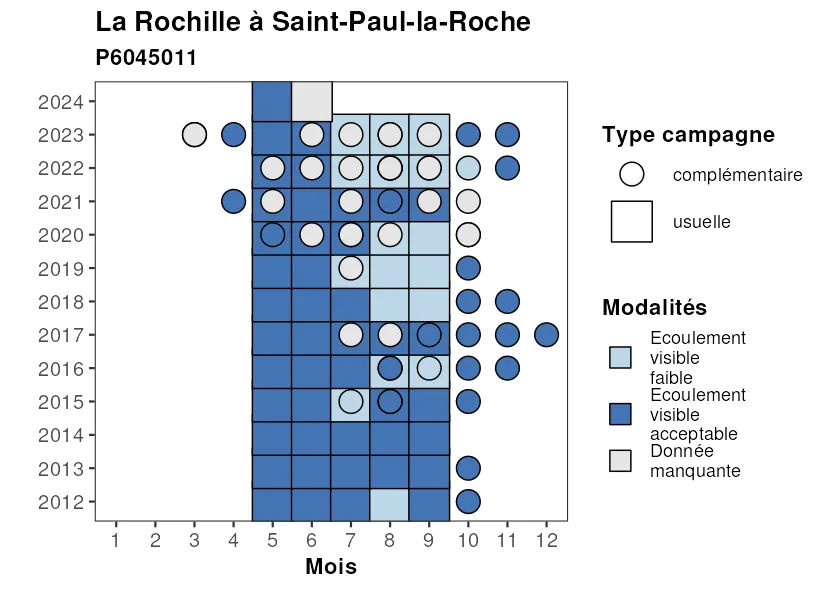 La Rochille à Saint-Paul-la-Roche
P6045011
2024
2023
2022
2021
2020
2019
2018
2017
2016
2015
2014
2013
2012
1 2 3 4 5 6 7 8 9 10 11 12
Mois
Type campagne
complémentaire
usuelle
Modalités
Ecoulement
visible
faible
Ecoulement
visible
acceptable
Donnée
manquante